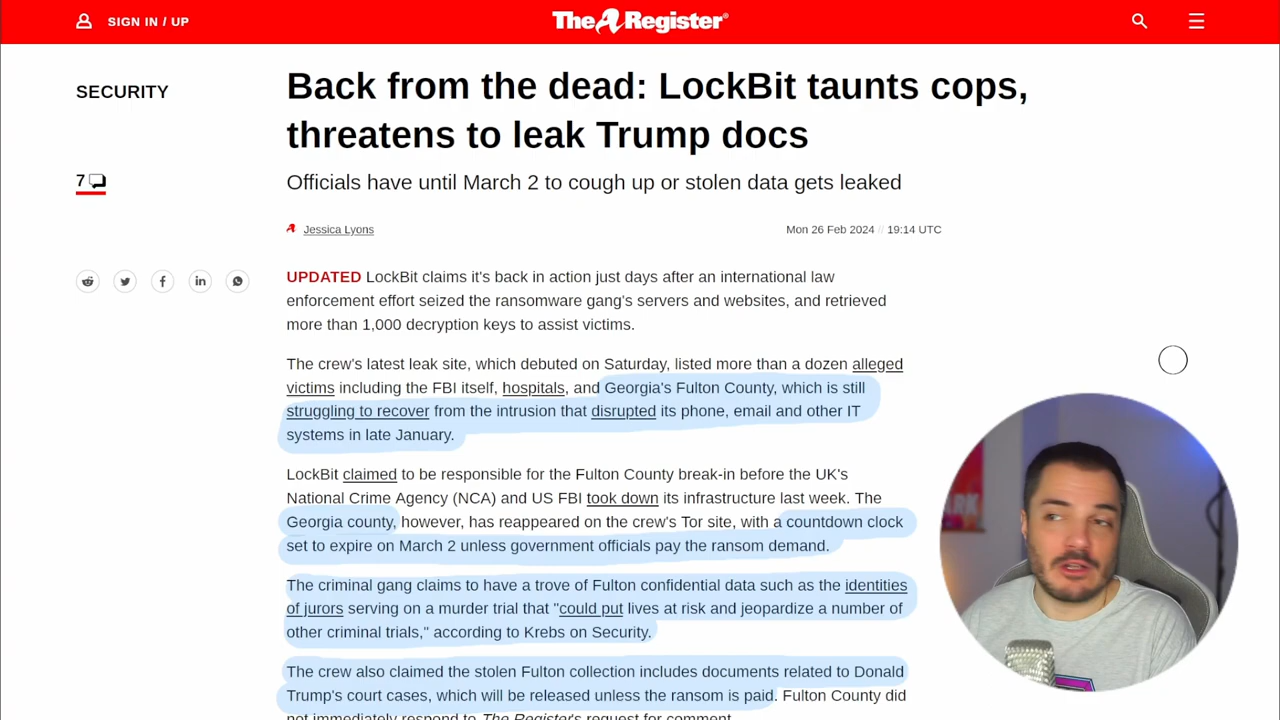 SIGN IN / UP
The Register®
SECURITY
Back from the dead: LockBit taunts cops,
threatens to leak Trump docs
7
Officials have until March 2 to cough up or stolen data gets leaked
Jessica Lyons
Mon 26 Feb 2024 // 19:14 UTC
UPDATED LockBit claims it's back in action just days after an international law
enforcement effort seized the ransomware gang's servers and websites, and retrieved
more than 1,000 decryption keys to assist victims.
The crew's latest leak site, which debuted on Saturday, listed more than a dozen alleged
victims including the FBI itself, hospitals, and Georgia's Fulton County, which is still
struggling to recover from the intrusion that disrupted its phone, email and other IT
systems in late January.
LockBit claimed to be responsible for the Fulton County break-in before the UK's
National Crime Agency (NCA) and US FBI took down its infrastructure last week. The
Georgia county, however, has reappeared on the crew's Tor site, with a countdown clock
set to expire on March 2 unless government officials pay the ransom demand.
The criminal gang claims to have a trove of Fulton confidential data such as the identities
of jurors serving on a murder trial that "could put lives at risk and jeopardize a number of
other criminal trials," according to Krebs on Security.
The crew also claimed the stolen Fulton collection includes documents related to Donald
Trump's court cases, which will be released unless the ransom is paid. Fulton County did
not immediately respond to The Register's request for comment.